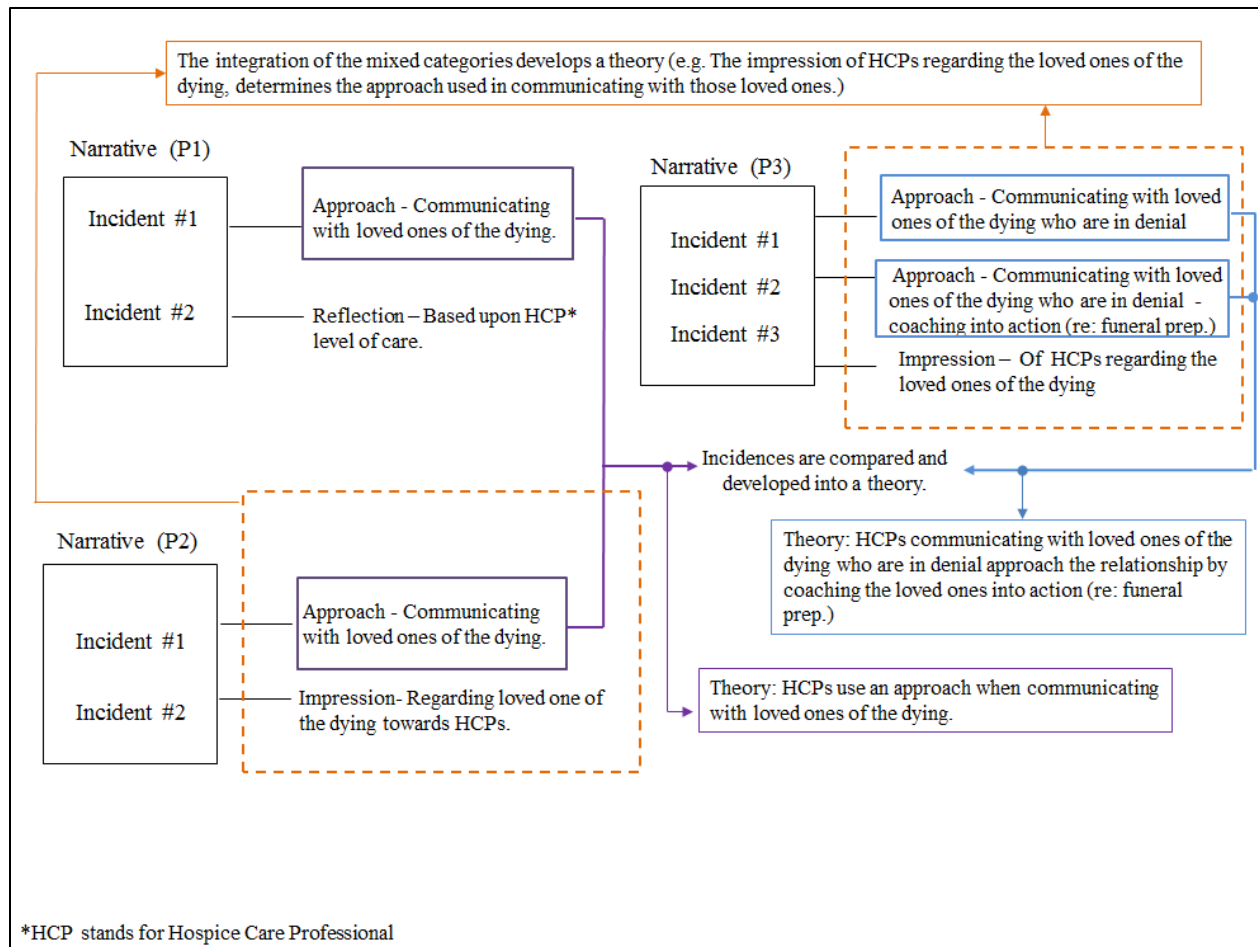 The integration of the mixed categories develops a theory (e.g. The impression of HCPs regarding the loved ones of the
dying, determines the approach used in communicating with those loved ones.)
Narrative (P1)
Incident #1
Incident #2
Approach - Communicating
with loved ones of the dying.
Reflection – Based upon HCP*
level of care.
Narrative (P3)
Incident #1
Incident #2
Incident #3
Approach - Communicating with loved
ones of the dying who are in denial
Approach - Communicating with loved
ones of the dying who are in denial -
coaching into action (re: funeral prep.)
Impression – Of HCPs regarding the
loved ones of the dying
Incidences are compared and
developed into a theory.
Narrative (P2)
Incident #1
Incident #2
Approach - Communicating
with loved ones of the dying.
Impression- Regarding loved one of
the dying towards HCPs.
Theory: HCPs communicating with loved ones of the
dying who are in denial approach the relationship by
coaching the loved ones into action (re: funeral
prep.)
Theory: HCPs use an approach when communicating
with loved ones of the dying.
*HCP stands for Hospice Care Professional